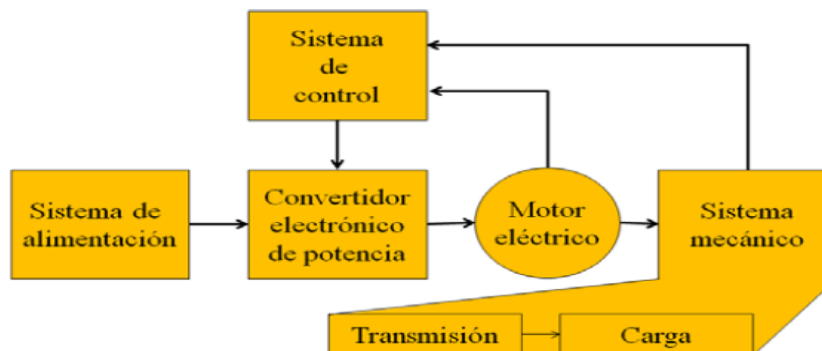 Sistema
de
control
Sistema de
alimentación
Convertidor
electrónico
de potencia
Motor
eléctrico
Sistema
mecánico
Transmisión
Carga